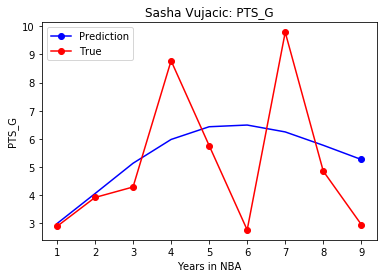 Sasha Vujacic: PTS_G
Prediction
True
PTS_G
10
9
8
7
6
5
4
3
1 2 3 4 5 6 7 8 9
Years in NBA